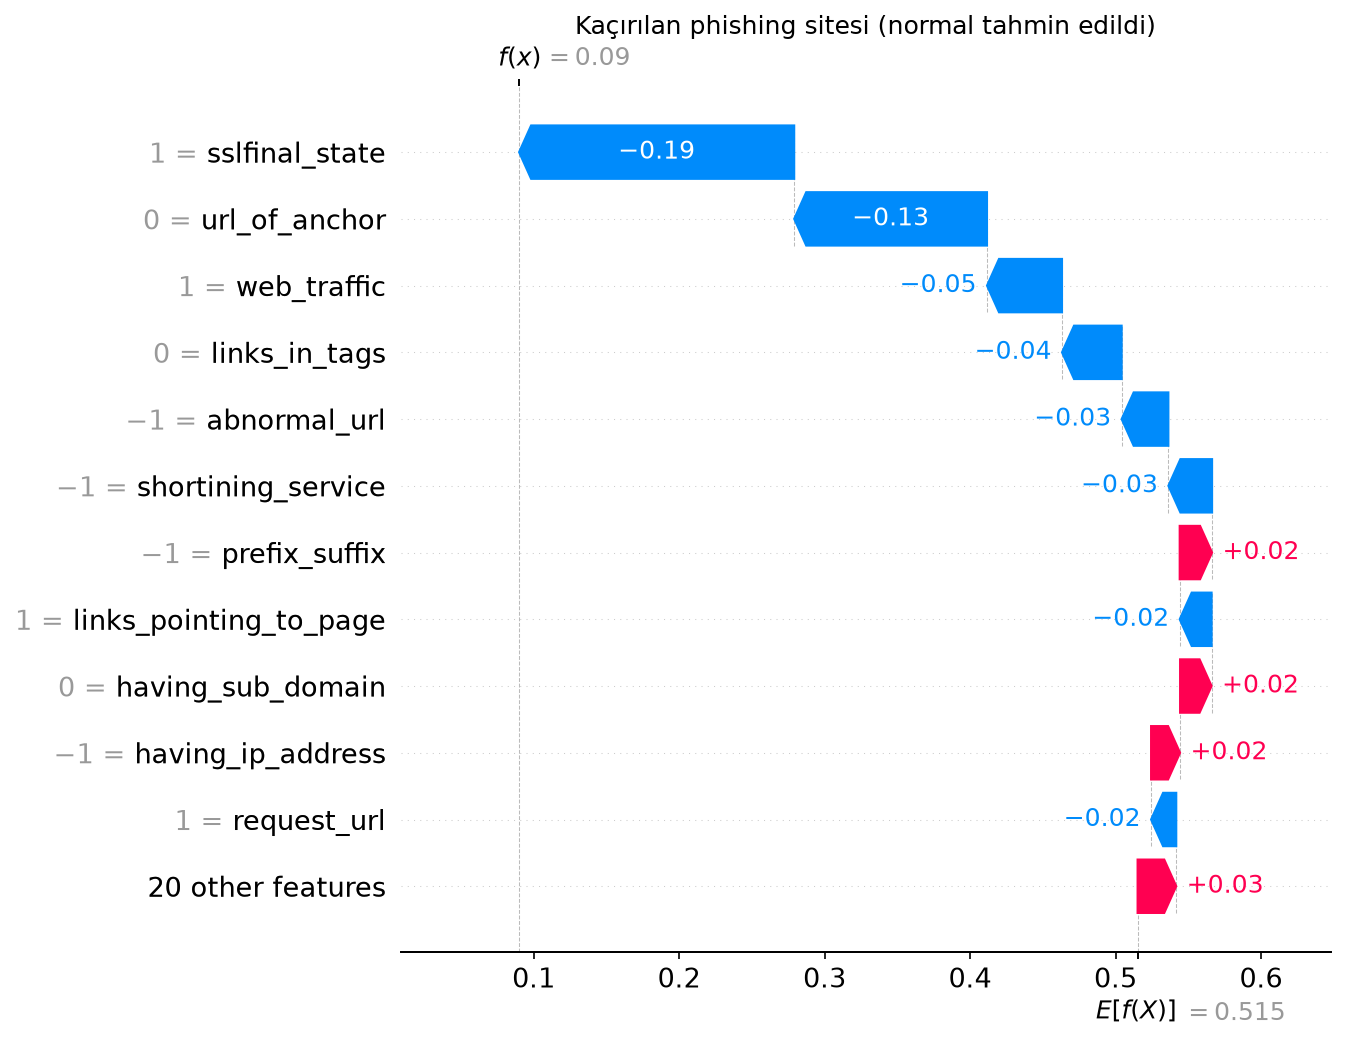 Kaçırılan phishing sitesi (normal tahmin edildi)
f(x) = 0.09
1 = sslfinal_state −0.19
0 = url_of_anchor −0.13
1 = web_traffic −0.05
0 = links_in_tags −0.04
−1 = abnormal_url −0.03
−1 = shortining_service −0.03
−1 = prefix_suffix +0.02
1 = links_pointing_to_page −0.02
0 = having_sub_domain +0.02
−1 = having_ip_address +0.02
1 = request_url −0.02
20 other features +0.03
0.1 0.2 0.3 0.4 0.5 0.6
E[f(X)] = 0.515